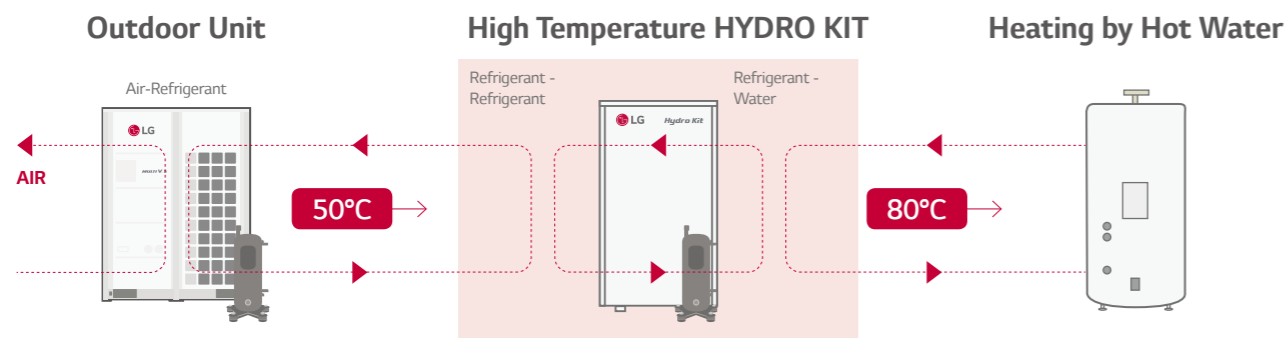 Outdoor Unit
High Temperature HYDRO KIT
Heating by Hot Water
Air-Refrigerant
Refrigerant -
Refrigerant
Refrigerant -
Water
LG
LG
Hydro Kit
AIR
MULTI V
50°C
80°C